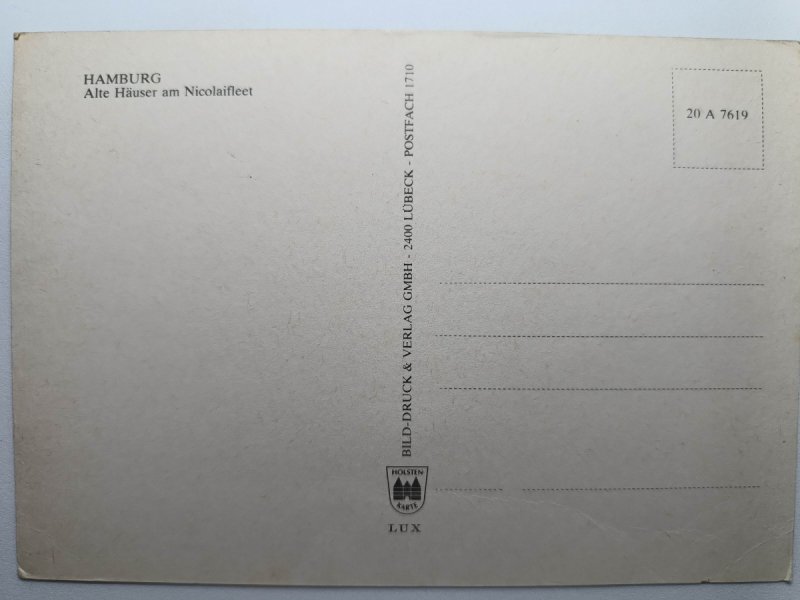 HAMBURG
Alte Häuser am Nicolaifleet
BILD-DRUCK & VERLAG GMBH - 2400 LÜBECK - POSTFACH 1710
20 A 7619
HOLSTEN
KARTE
LUX